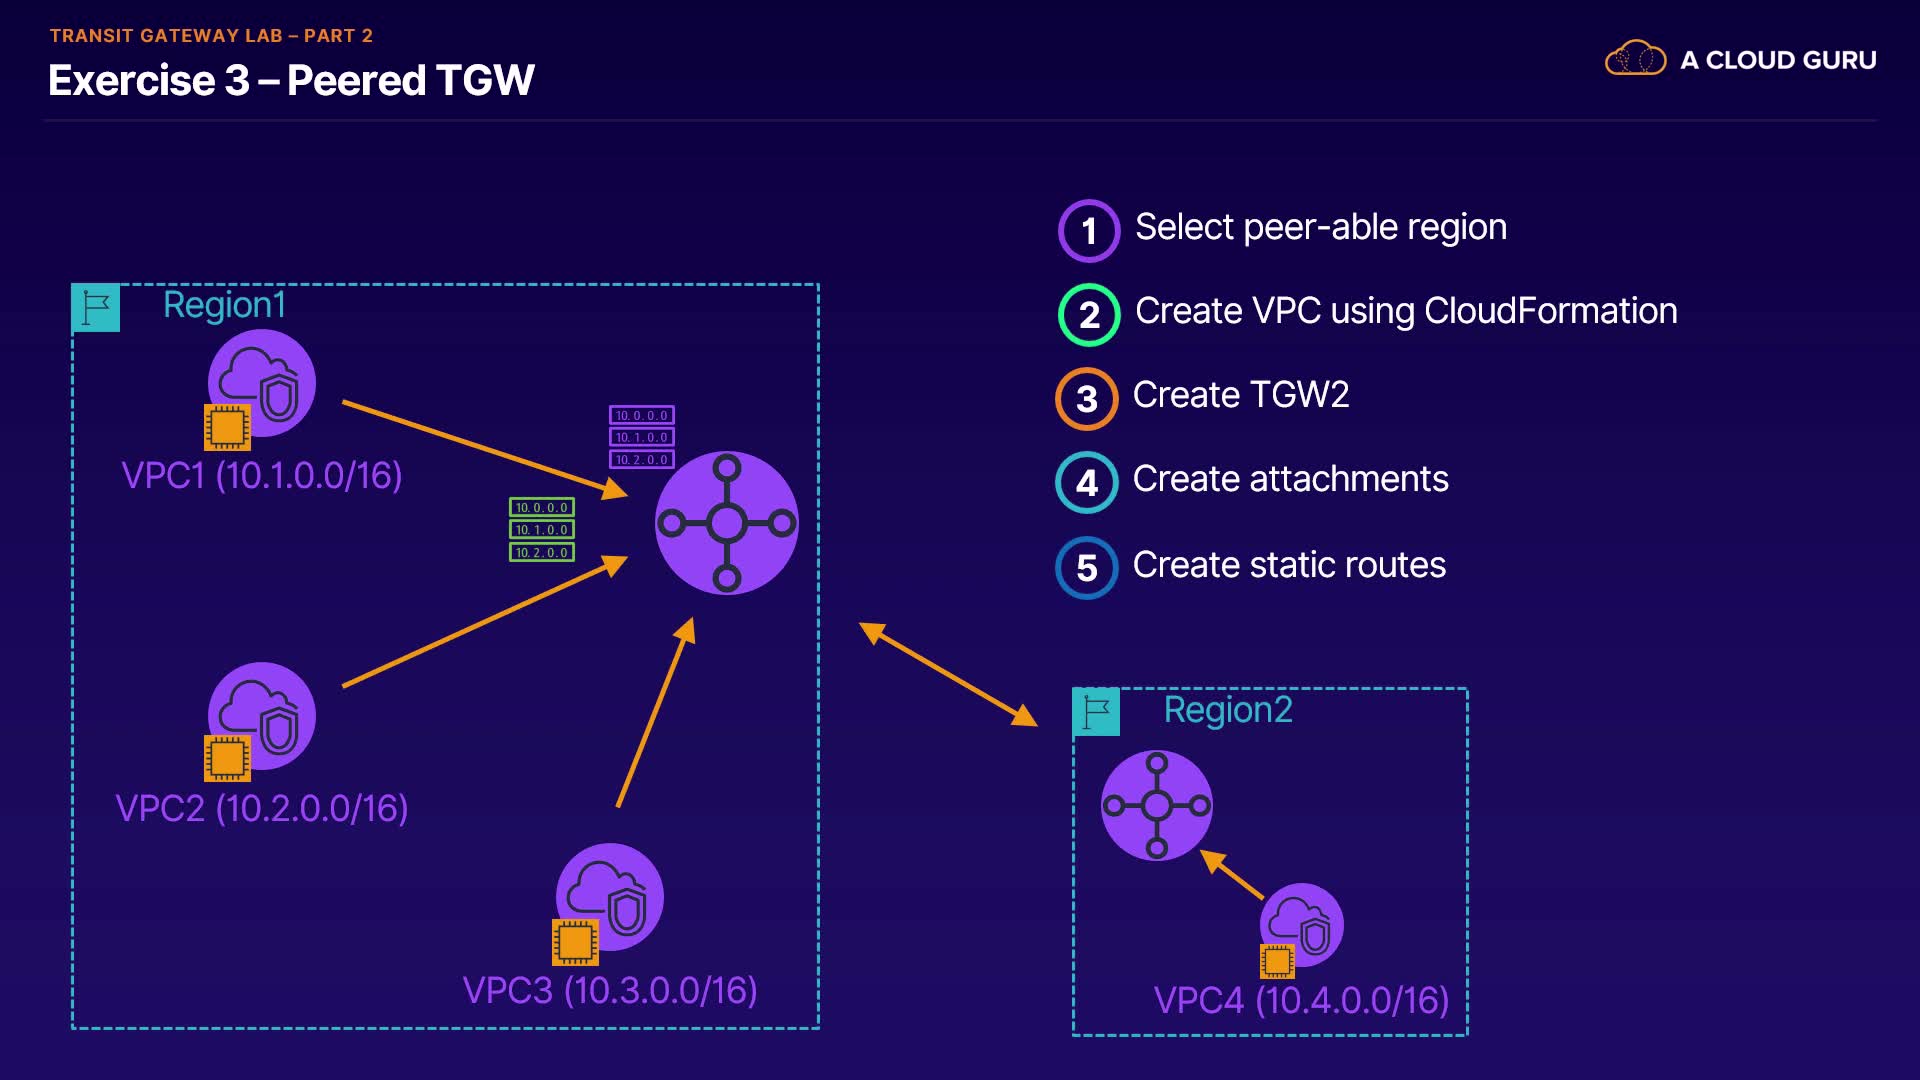 TRANSIT GATEWAY LAB – PART 2
Exercise 3 – Peered TGW
A CLOUD GURU
1 Select peer-able region
2 Create VPC using CloudFormation
3 Create TGW2
4 Create attachments
5 Create static routes
Region1
VPC1 (10.1.0.0/16)
10.0.0.0
10.1.0.0
10.2.0.0
10.0.0.0
10.1.0.0
10.2.0.0
VPC2 (10.2.0.0/16)
VPC3 (10.3.0.0/16)
Region2
VPC4 (10.4.0.0/16)